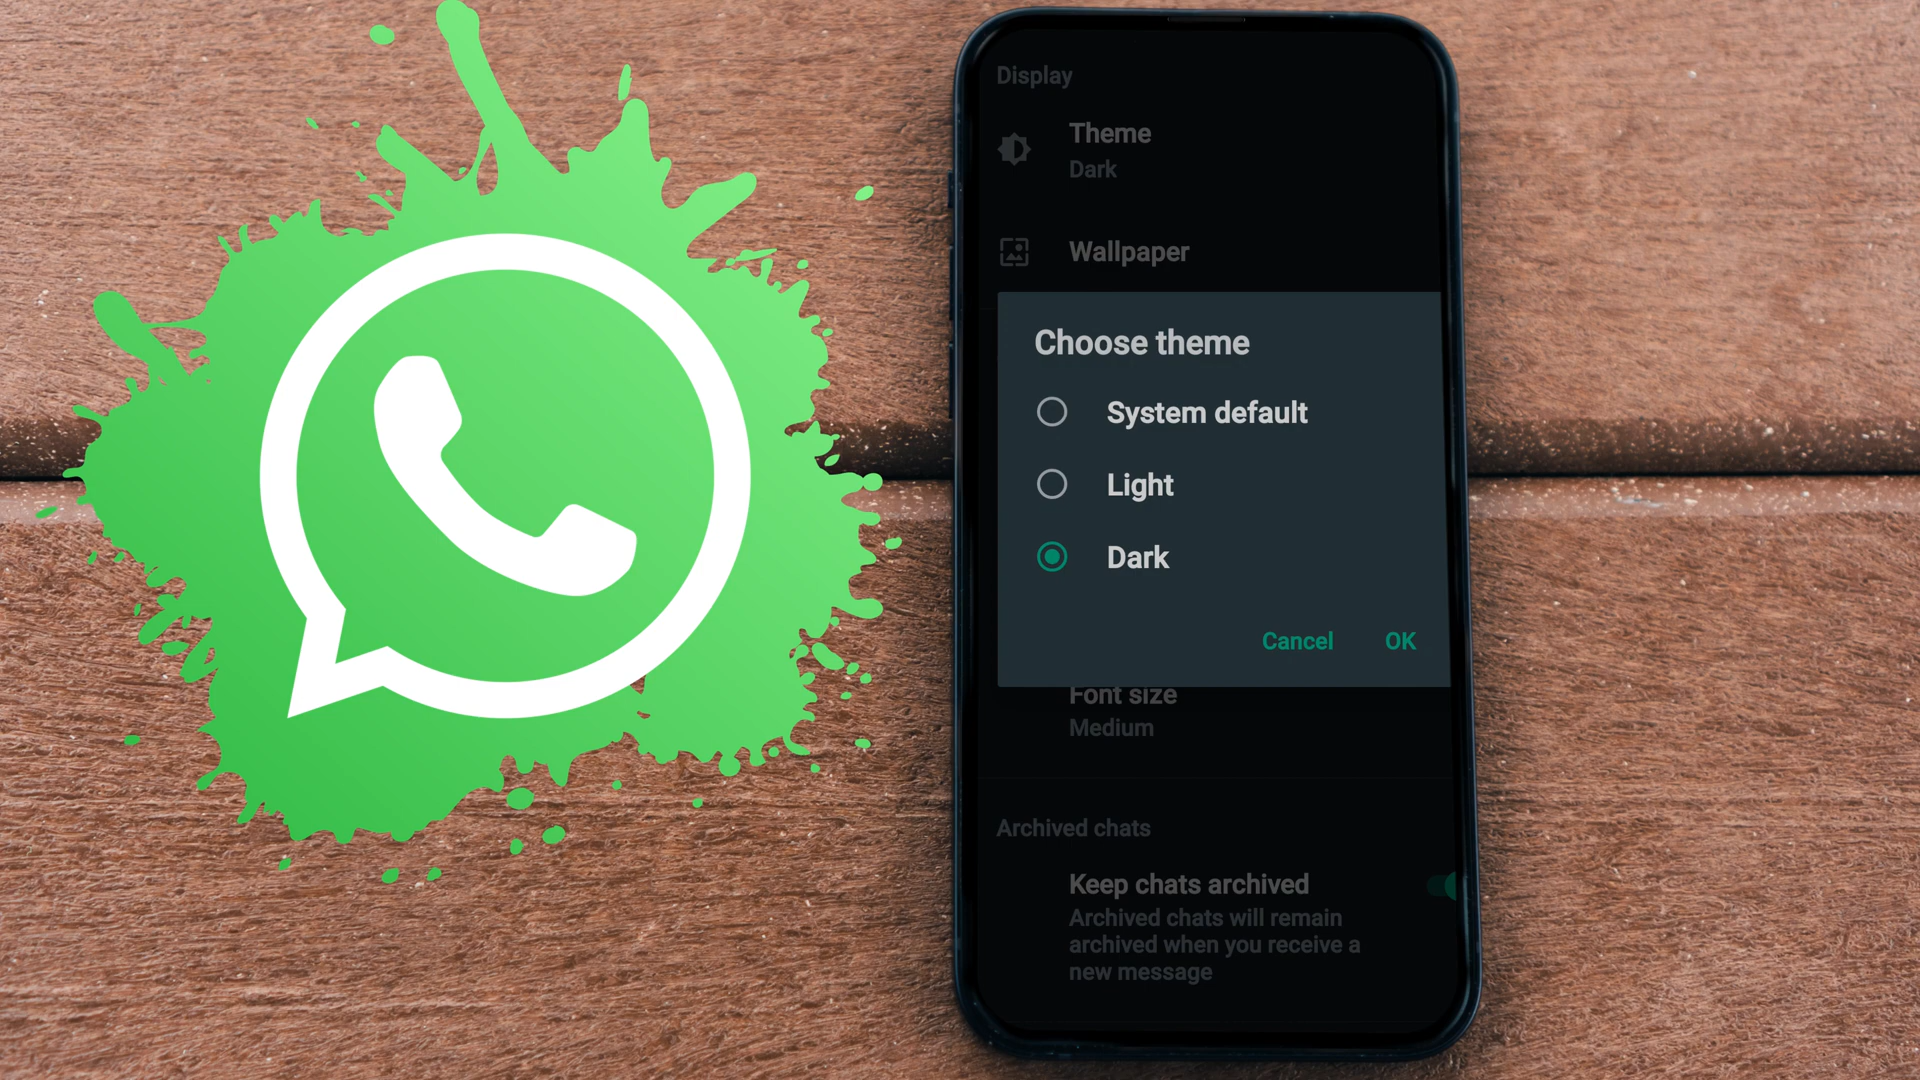 Display
Theme
Dark
Wallpaper
Choose theme
System default
Light
Dark
Cancel
OK
Font size
Medium
Archived chats
Keep chats archived
Archived chats will remain
archived when you receive a
new message